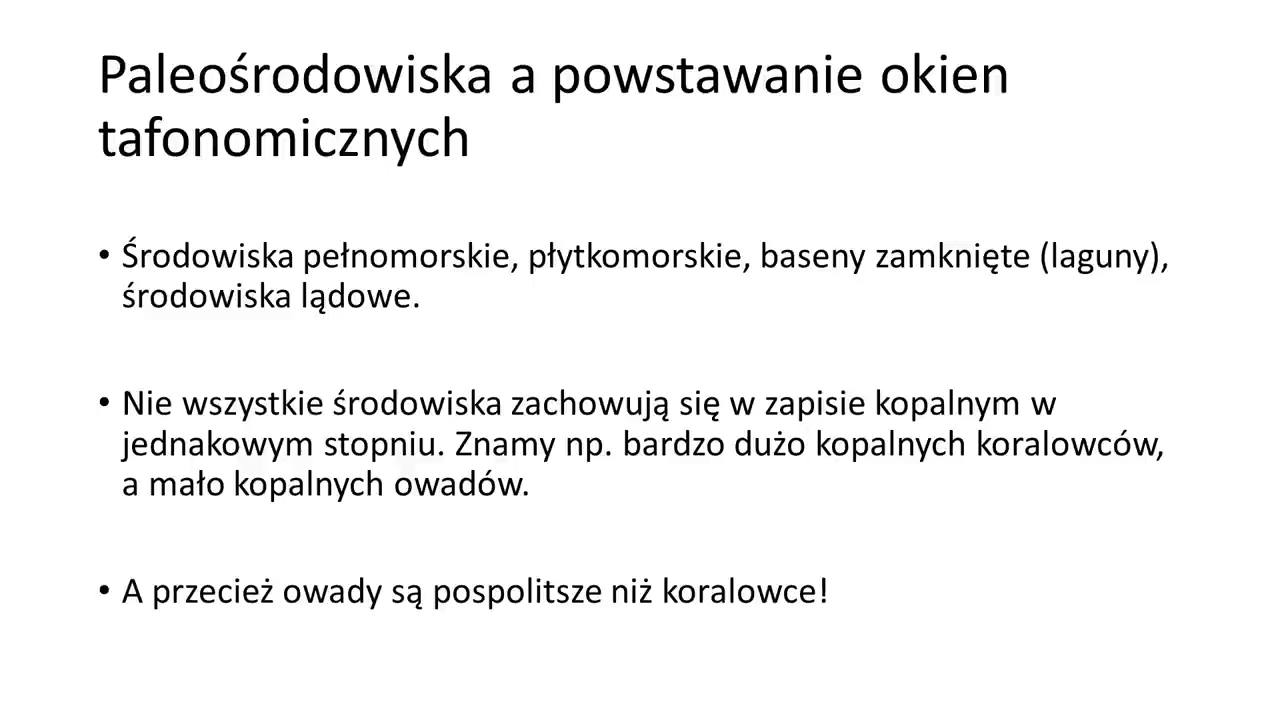 Paleośrodowiska a powstawanie okien
tafonomicznych
• Środowiska pełnomorskie, płytkomorskie, baseny zamknięte (laguny),
środowiska lądowe.
• Nie wszystkie środowiska zachowują się w zapisie kopalnym w
jednakowym stopniu. Znamy np. bardzo dużo kopalnych koralowców,
a mało kopalnych owadów.
• A przecież owady są pospolitsze niż koralowce!